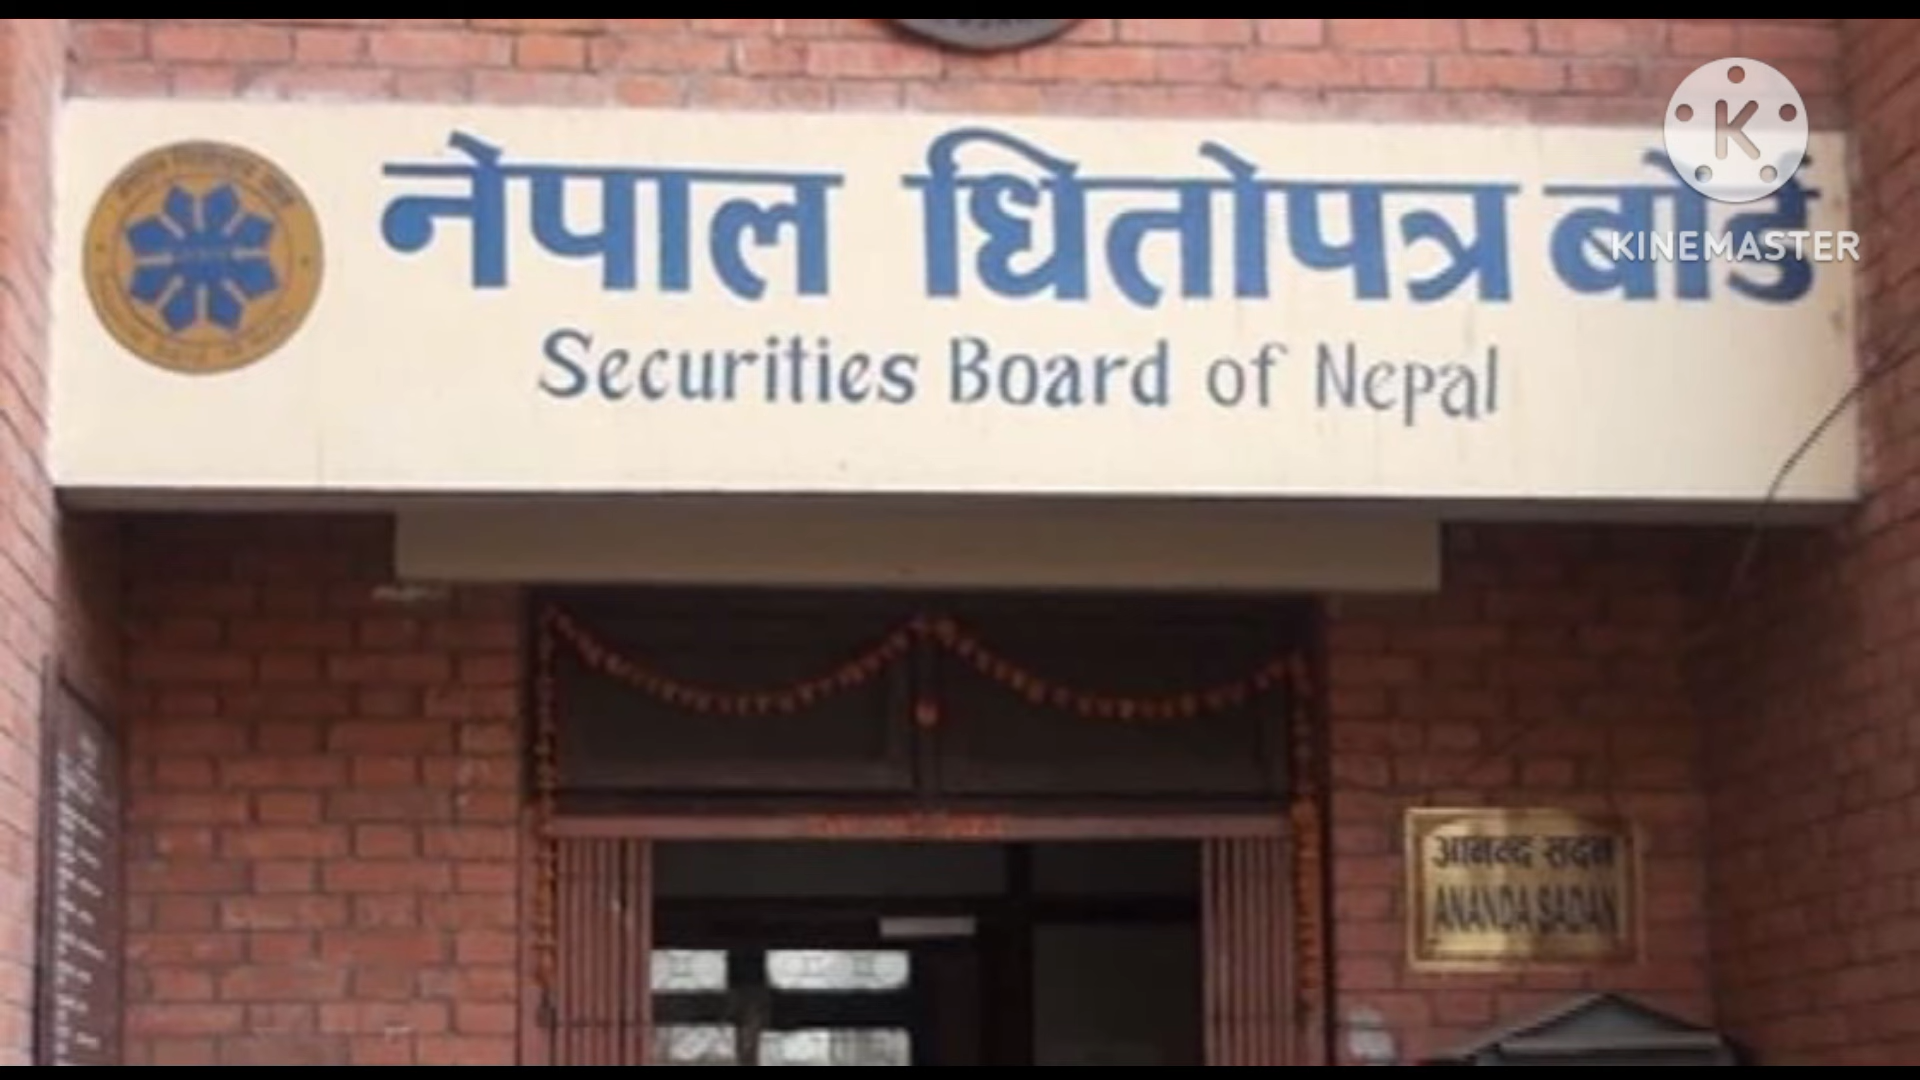 नेपाल धितोपत्र बोर्ड
Securities Board of Nepal
K
KINEMASTER
आनन्द सदन
ANANDA SADAN